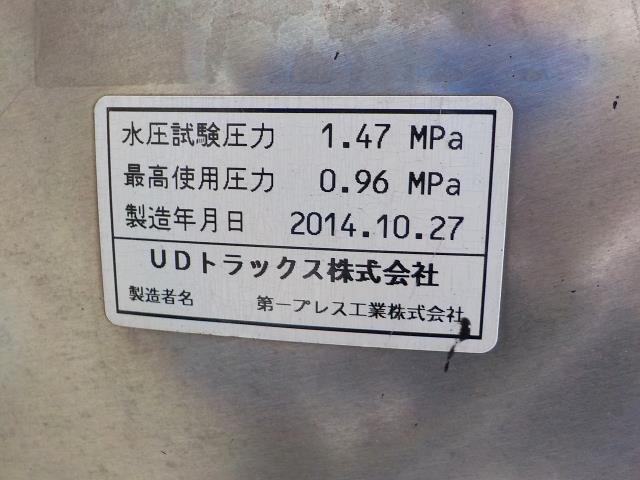 水圧試験圧力 1.47 MPa
最高使用圧力 0.96 MPa
製造年月日 2014.10.27
UDトラックス株式会社
製造者名 第一プレス工業株式会社